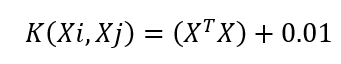 K(Xi, Xj) = (X^T X) + 0.01